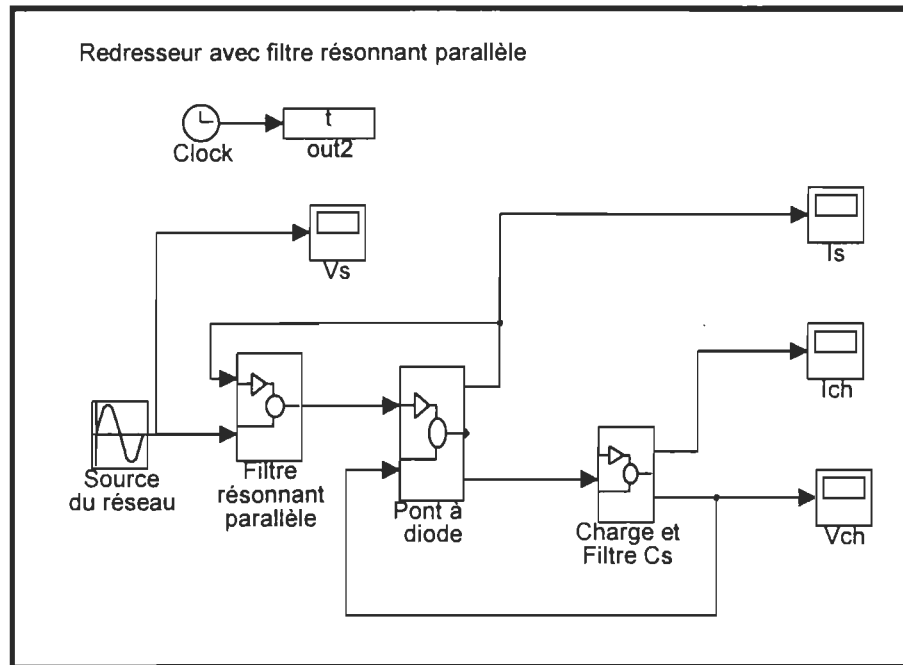 Redresseur avec filtre résonnant parallèle
t
Clock
out2
Vs
Is
Ich
Source
du réseau
Filtre
résonnant
parallèle
Pont à
diode
Charge et
Filtre Cs
Vch